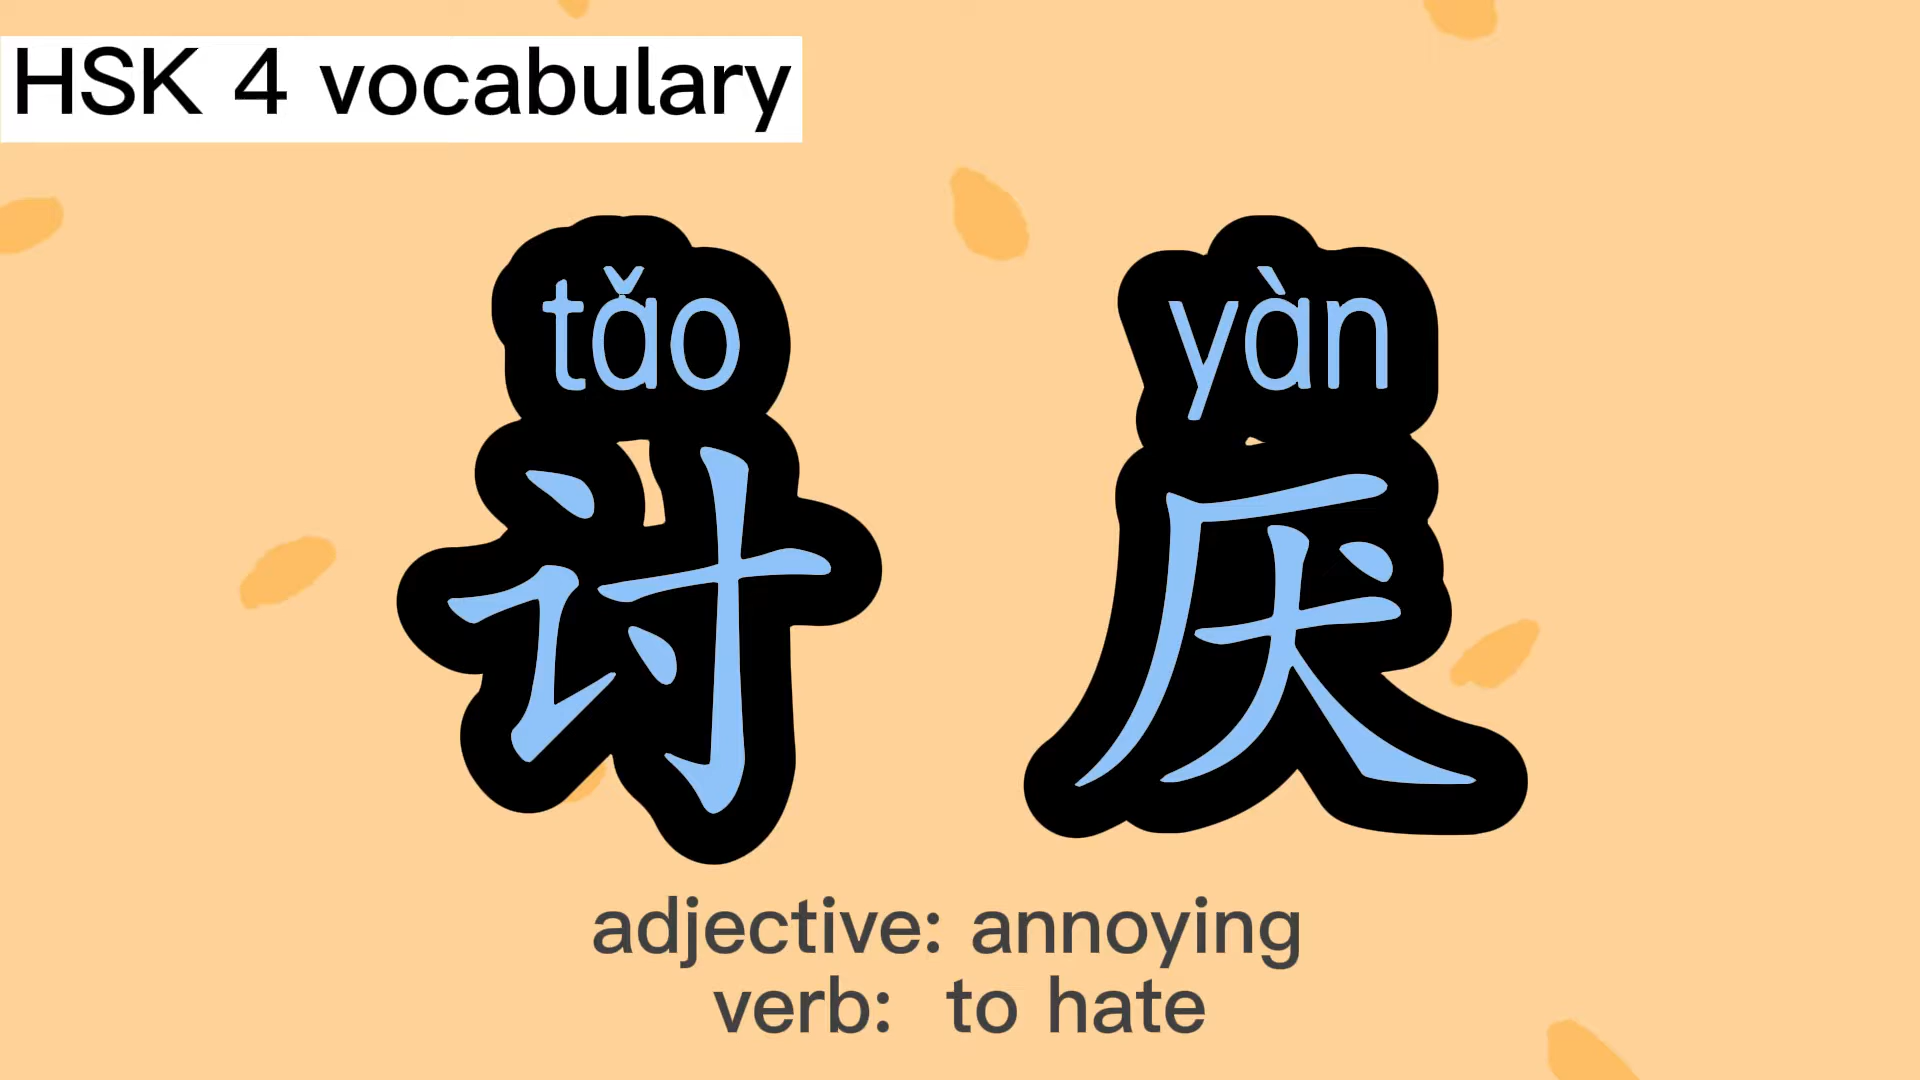 HSK 4 vocabulary
tǎo yàn
讨厌
adjective: annoying
verb: to hate